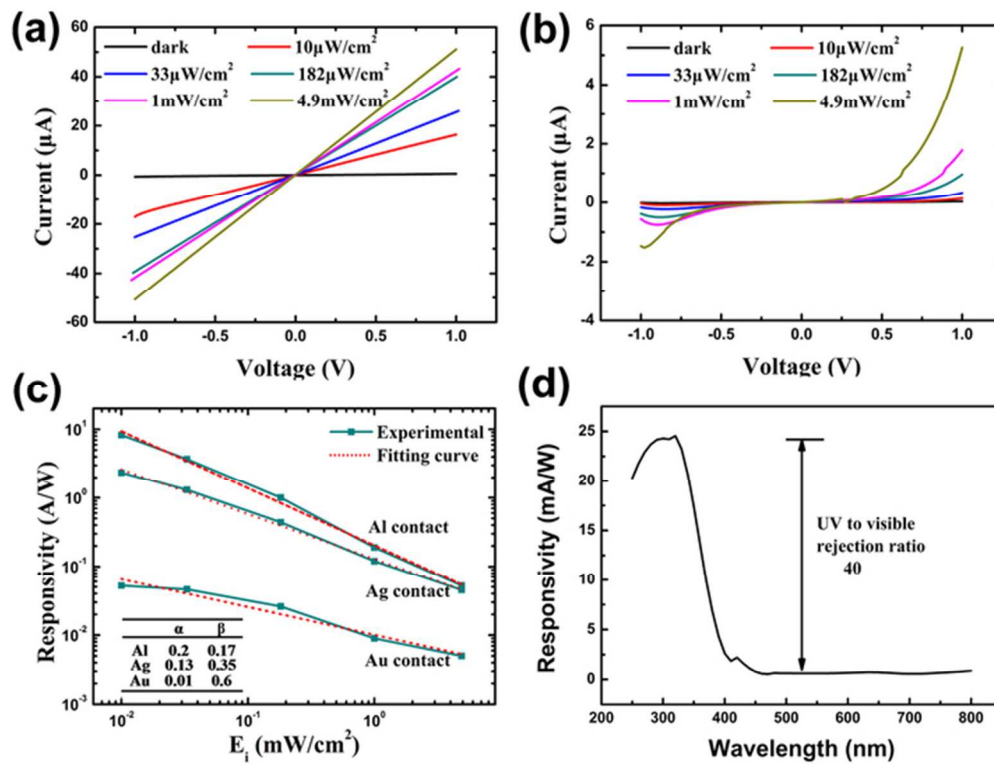 (a)
dark
10µW/cm²
33µW/cm²
182µW/cm²
1mW/cm²
4.9mW/cm²
60
40
20
0
-20
-40
-60
Current (µA)
-1.0
-0.5
0.0
0.5
1.0
Voltage (V)
(b)
dark
10µW/cm²
33µW/cm²
182µW/cm²
1mW/cm²
4.9mW/cm²
6
4
2
0
-2
-4
Current (µA)
-1.0
-0.5
0.0
0.5
1.0
Voltage (V)
(c)
Experimental
Fitting curve
10¹
10⁰
10⁻¹
10⁻²
10⁻³
Responsivity (A/W)
Al contact
Ag contact
Au contact
α β
Al 0.2 0.17
Ag 0.13 0.35
Au 0.01 0.6
10⁻²
10⁻¹
10⁰
Eᵢ (mW/cm²)
(d)
25
20
15
10
5
0
Responsivity (mA/W)
UV to visible
rejection ratio
40
200
300
400
500
600
700
800
Wavelength (nm)